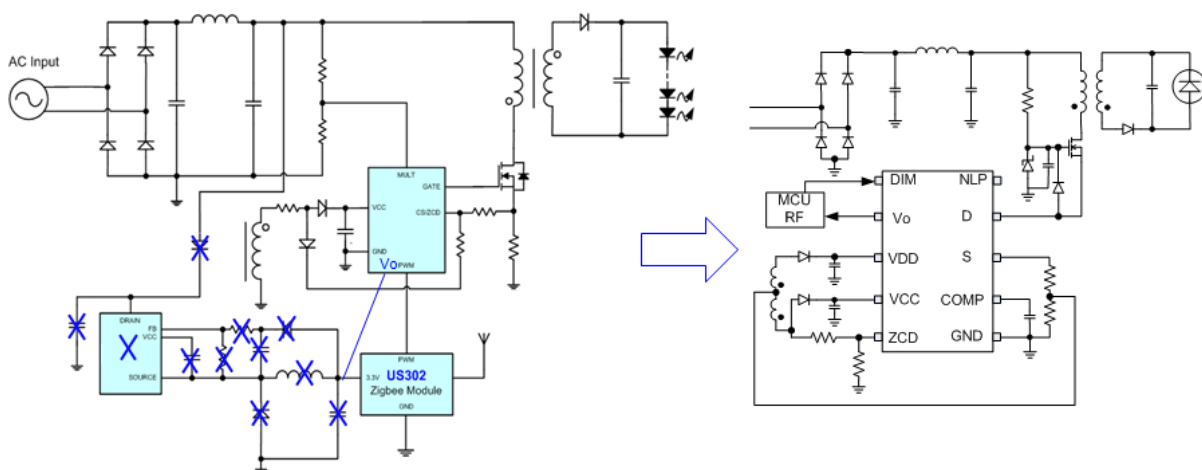 AC Input
MULT
GATE
VCC
CS/ZCD
GND
Vo
PWM
DRAIN
FB
VCC
SOURCE
PWM
3.3V
US302
Zigbee Module
GND
DIM
NLP
MCU
RF
Vo
D
VDD
S
VCC
COMP
ZCD
GND